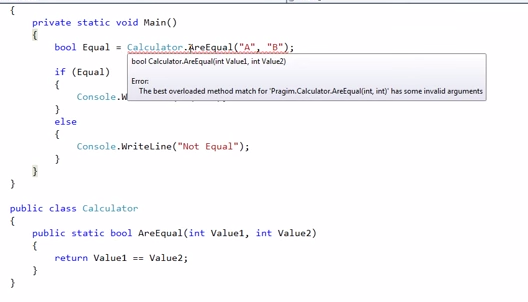 {
private static void Main()
{
bool Equal = Calculator.AreEqual("A", "B");
bool Calculator.AreEqual(int Value1, int Value2)
if (Equal)
Error:
{
The best overloaded method match for 'Pragim.Calculator.AreEqual(int, int)' has some invalid arguments
Console.W
}
else
{
Console.WriteLine("Not Equal");
}
}
}
public class Calculator
{
public static bool AreEqual(int Value1, int Value2)
{
return Value1 == Value2;
}
}